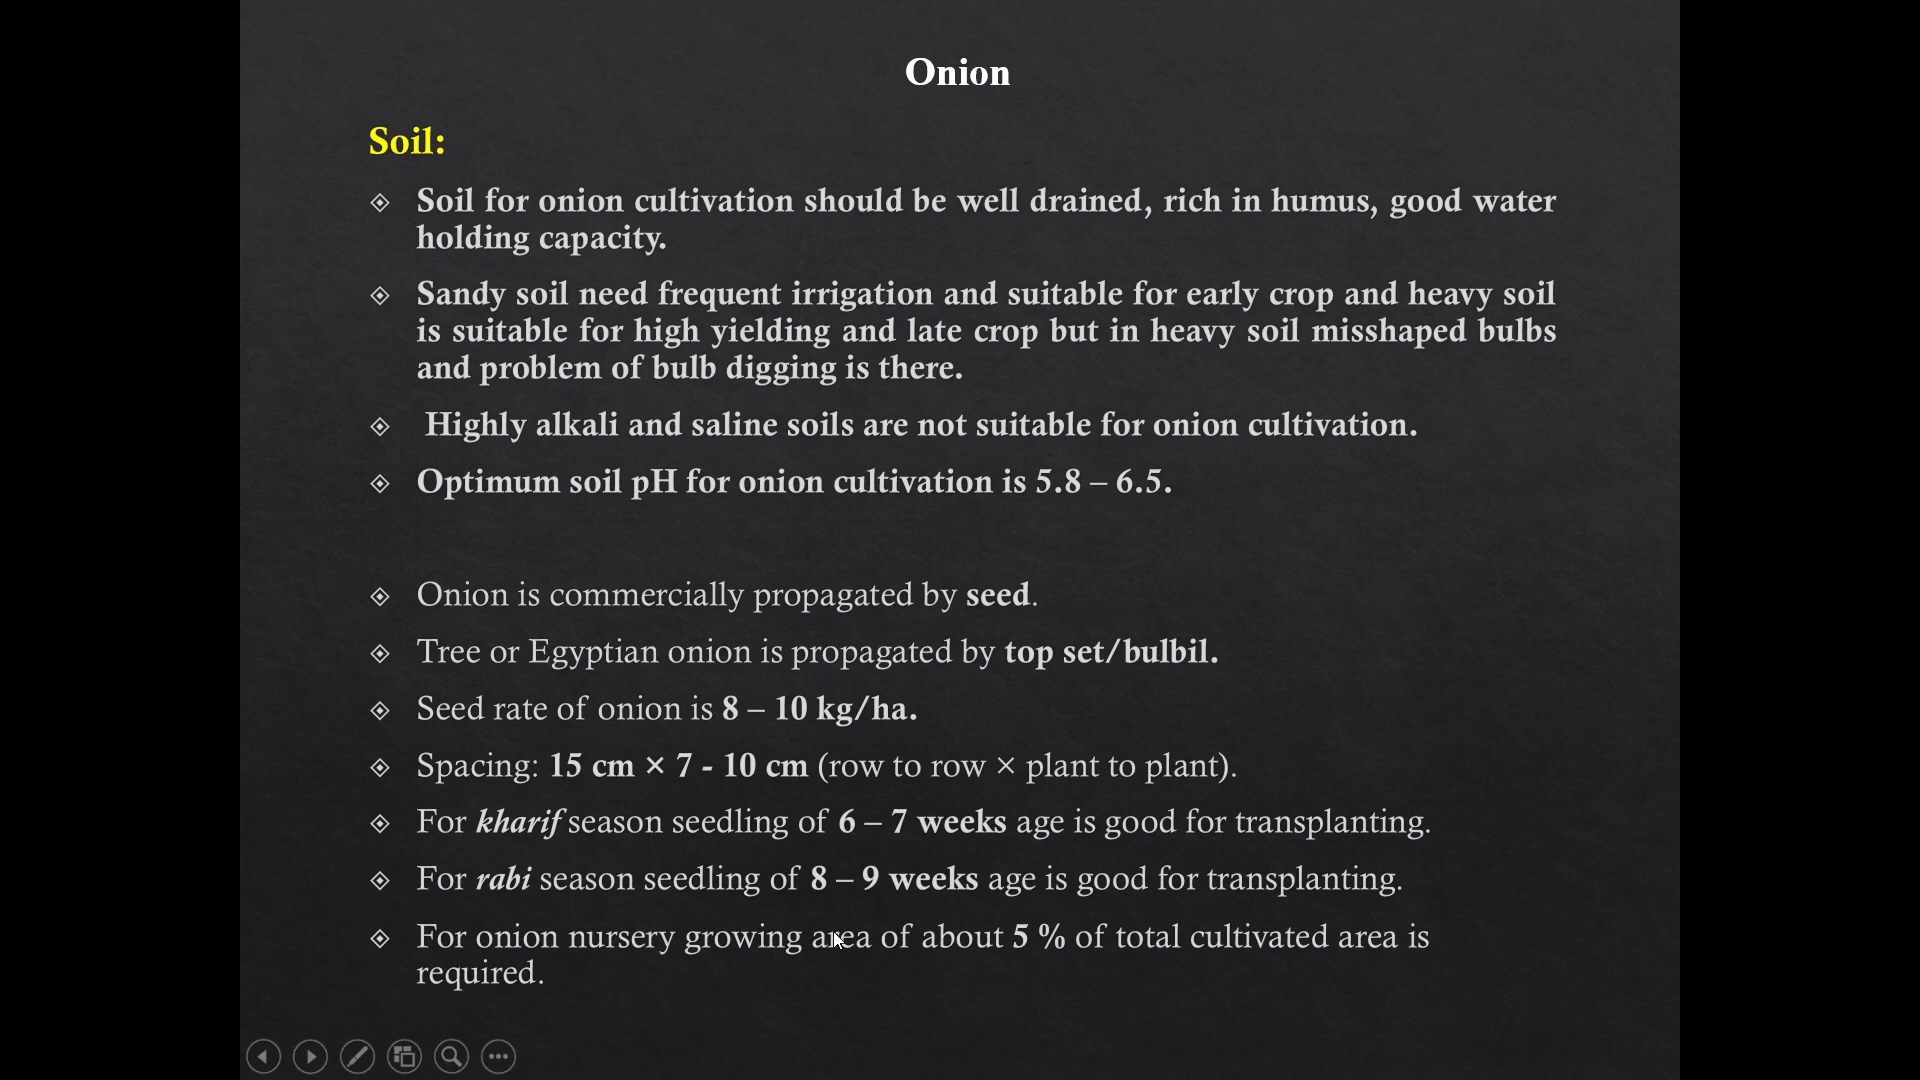 Onion
Soil:
Soil for onion cultivation should be well drained, rich in humus, good water
holding capacity.
Sandy soil need frequent irrigation and suitable for early crop and heavy soil
is suitable for high yielding and late crop but in heavy soil misshaped bulbs
and problem of bulb digging is there.
Highly alkali and saline soils are not suitable for onion cultivation.
Optimum soil pH for onion cultivation is 5.8 – 6.5.
Onion is commercially propagated by seed.
Tree or Egyptian onion is propagated by top set/bulbil.
Seed rate of onion is 8 – 10 kg/ha.
Spacing: 15 cm × 7 - 10 cm (row to row × plant to plant).
For kharif season seedling of 6 – 7 weeks age is good for transplanting.
For rabi season seedling of 8 – 9 weeks age is good for transplanting.
For onion nursery growing area of about 5 % of total cultivated area is
required.